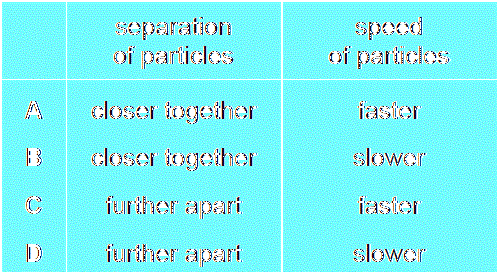 separation speed
of particles of particles
A closer together faster
B closer together slower
C further apart faster
D further apart slower